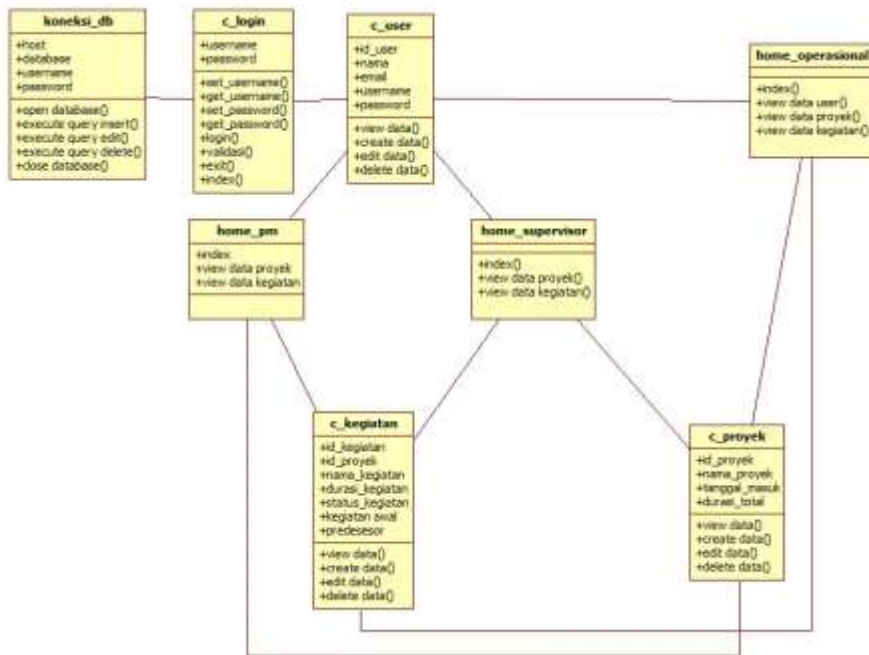 koneksi_db
+host
+database
+username
+password
+open database()
+execute query insert()
+execute query edit()
+execute query delete()
+close database()
c_login
+username
+password
+set_username()
+get_username()
+set_password()
+get_password()
+login()
+validasi()
+exit()
+index()
c_user
+id_user
+nama
+email
+username
+password
+view data()
+create data()
+edit data()
+delete data()
home_operasional
+index()
+view data user()
+view data proyek()
+view data kegiatan()
home_pm
+index
+view data proyek
+view data kegiatan
home_supervisor
+index()
+view data proyek()
+view data kegiatan()
c_kegiatan
+id_kegiatan
+id_proyek
+nama_kegiatan
+durasi_kegiatan
+status_kegiatan
+kegiatan awal
+predesesor
+view data()
+create data()
+edit data()
+delete data()
c_proyek
+id_proyek
+nama_proyek
+tanggal_masuk
+durasi_total
+view data()
+create data()
+edit data()
+delete data()